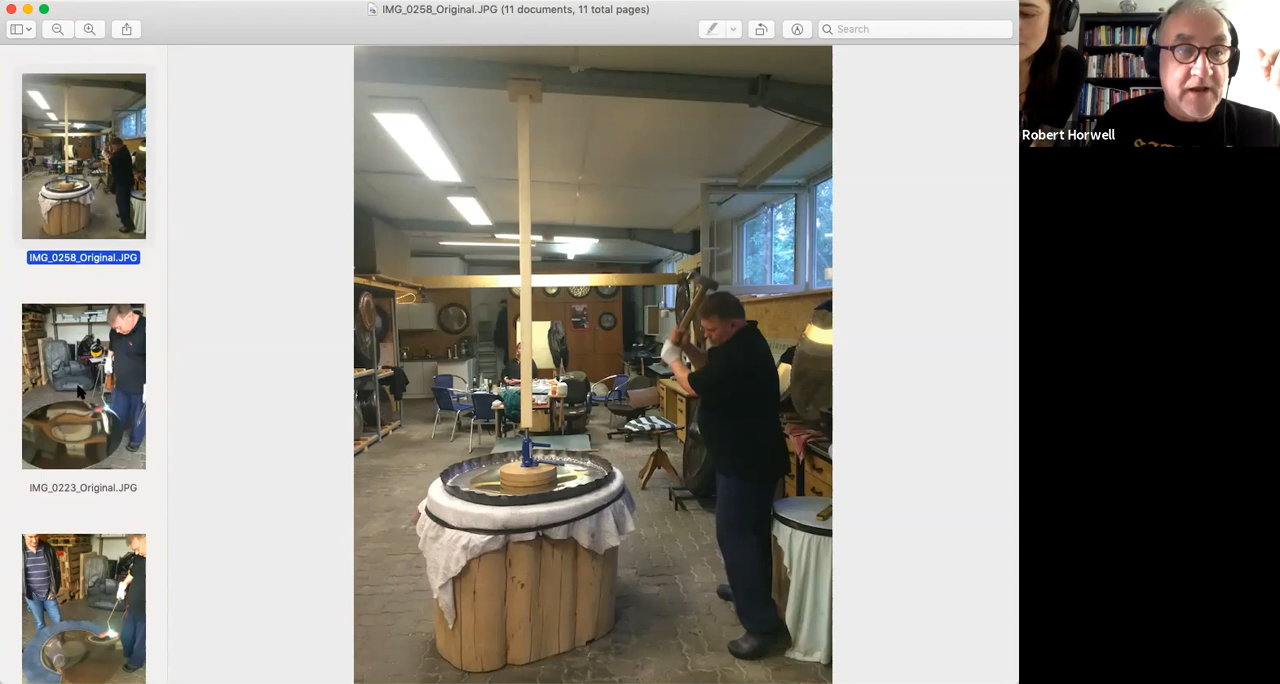 IMG_0258_Original.JPG (11 documents, 11 total pages)
Search
Robert Horwell
IMG_0258_Original.JPG
IMG_0223_Original.JPG